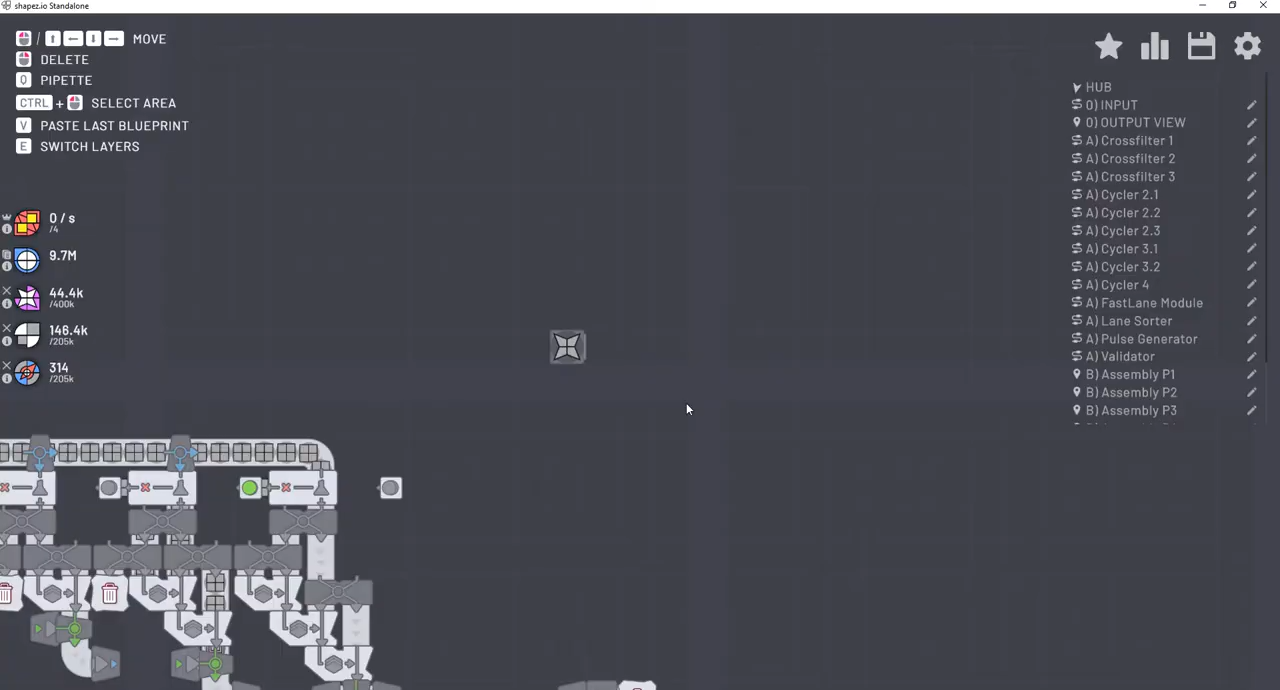 shapez.io Standalone
/ MOVE
DELETE
Q PIPETTE
CTRL + SELECT AREA
V PASTE LAST BLUEPRINT
E SWITCH LAYERS
0 / s
/4
9.7M
44.4k
/400k
146.4k
/205k
314
/205k
HUB
0) INPUT
0) OUTPUT VIEW
A) Crossfilter 1
A) Crossfilter 2
A) Crossfilter 3
A) Cycler 2.1
A) Cycler 2.2
A) Cycler 2.3
A) Cycler 3.1
A) Cycler 3.2
A) Cycler 4
A) FastLane Module
A) Lane Sorter
A) Pulse Generator
A) Validator
B) Assembly P1
B) Assembly P2
B) Assembly P3